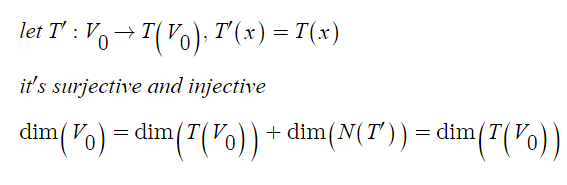 let T' : V₀ → T(V₀), T'(x) = T(x)
it's surjective and injective
dim(V₀) = dim(T(V₀)) + dim(N(T')) = dim(T(V₀))